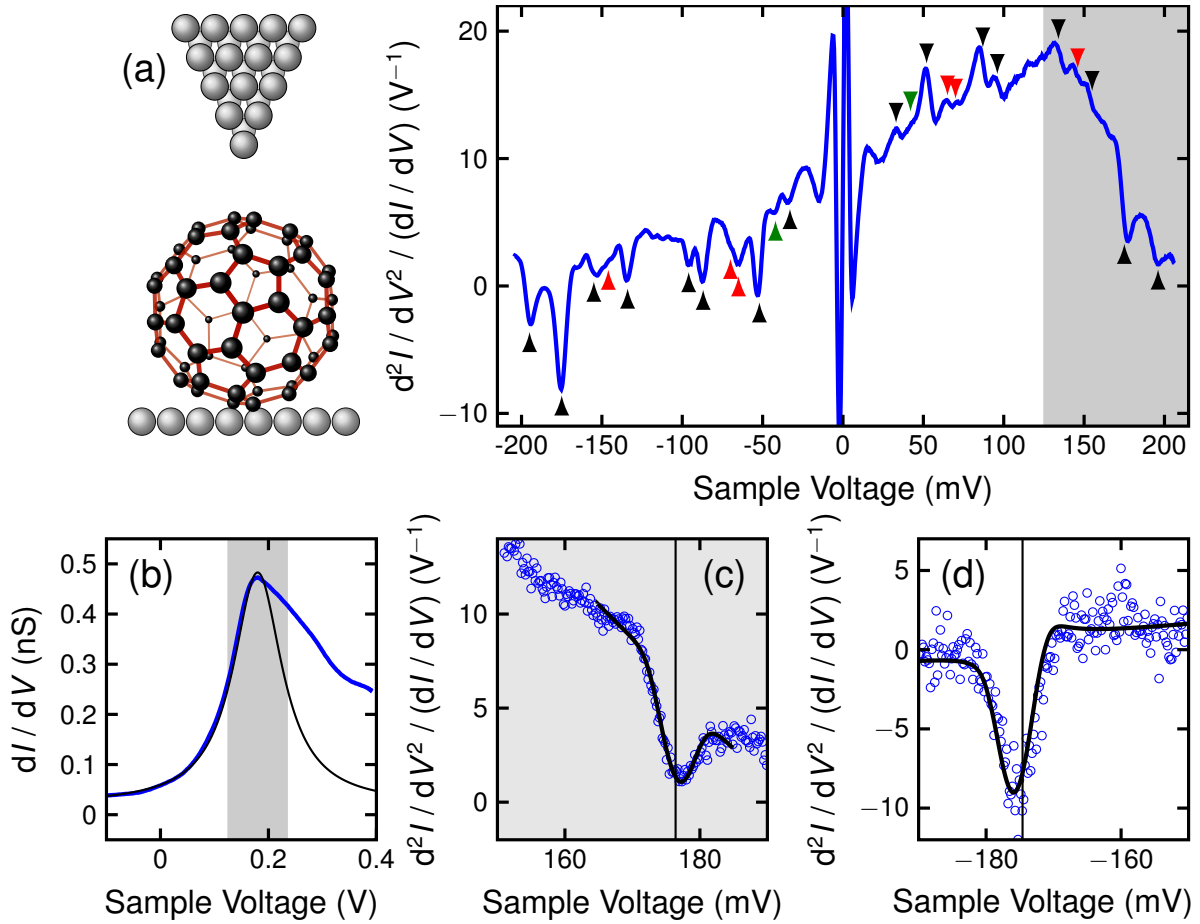 (a)
d²I / dV² / (dI / dV) (V⁻¹)
20
10
0
−10
-200 -150 -100 -50 0 50 100 150 200
Sample Voltage (mV)
(b)
dI / dV (nS)
0.5
0.4
0.3
0.2
0.1
0
0 0.2 0.4
Sample Voltage (V)
(c)
d²I / dV² / (dI / dV) (V⁻¹)
10
5
0
160 180
Sample Voltage (mV)
(d)
d²I / dV² / (dI / dV) (V⁻¹)
5
0
−5
−10
−180 −160
Sample Voltage (mV)